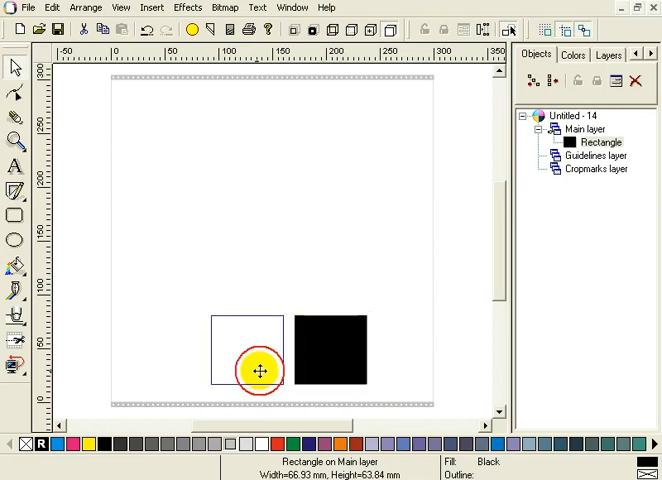 File Edit Arrange View Insert Effects Bitmap Text Window Help
-50 0 50 100 150 200 250 300 350
300
250
200
150
100
50
0
Objects Colors Layers
Untitled - 14
Main layer
Rectangle
Guidelines layer
Cropmarks layer
A
R
Rectangle on Main layer
Width=66.93 mm, Height=63.84 mm
Fill: Black
Outline: